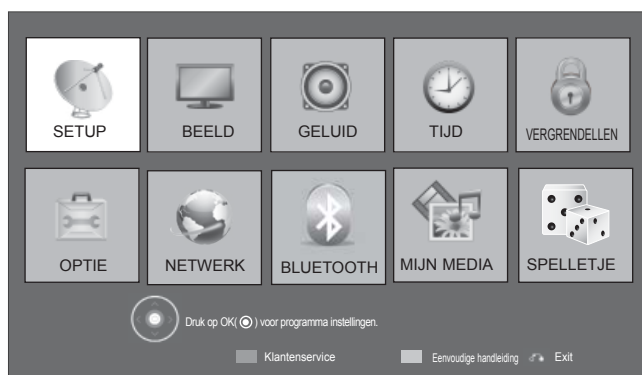 SETUP BEELD GELUID TIJD VERGRENDELLEN
OPTIE NETWERK BLUETOOTH MIJN MEDIA SPELLETJE
Druk op OK( ) voor programma instellingen.
Klantenservice Eenvoudige handleiding Exit